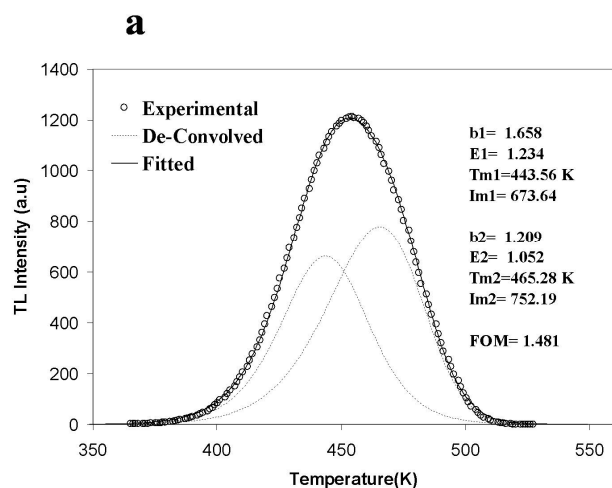 a
1400
1200
1000
800
600
400
200
0
TL Intensity (a.u)
Experimental
De-Convolved
Fitted
b1= 1.658
E1= 1.234
Tm1=443.56 K
Im1= 673.64
b2= 1.209
E2= 1.052
Tm2=465.28 K
Im2= 752.19
FOM= 1.481
350 400 450 500 550
Temperature(K)